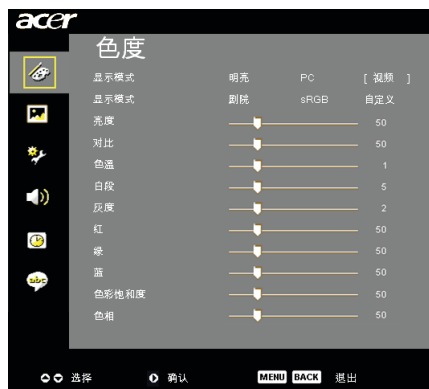 acer
色度
显示模式 明亮 PC [ 视频 ]
显示模式 剧院 sRGB 自定义
亮度 50
对比 50
色温 1
白段 5
灰度 2
红 50
绿 50
蓝 50
色彩饱和度 50
色相 50
abc
选择 确认 MENU BACK 退出